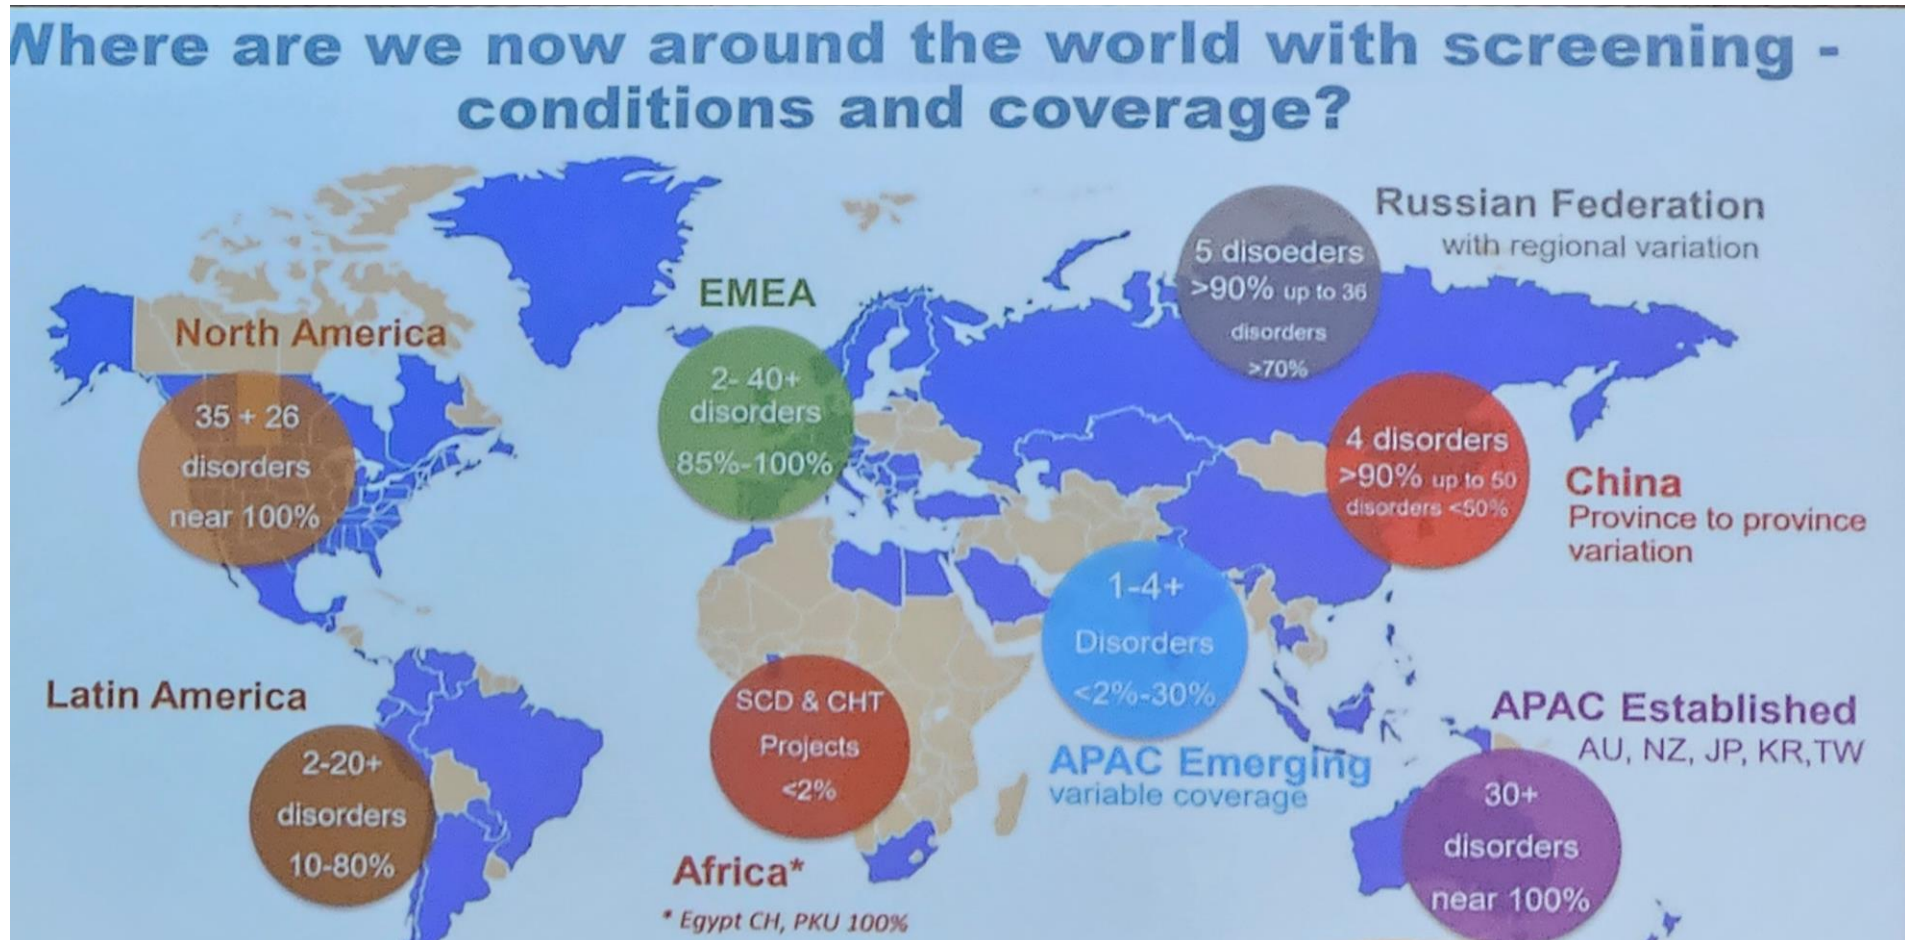 Where are we now around the world with screening -
conditions and coverage?
Russian Federation
with regional variation
5 disoeders
>90% up to 36
disorders
>70%
EMEA
2- 40+
disorders
85%-100%
North America
35 + 26
disorders
near 100%
4 disorders
>90% up to 50
disorders <50%
China
Province to province
variation
1-4+
Disorders
<2%-30%
APAC Emerging
variable coverage
Latin America
2-20+
disorders
10-80%
SCD & CHT
Projects
<2%
Africa*
* Egypt CH, PKU 100%
APAC Established
AU, NZ, JP, KR,TW
30+
disorders
near 100%